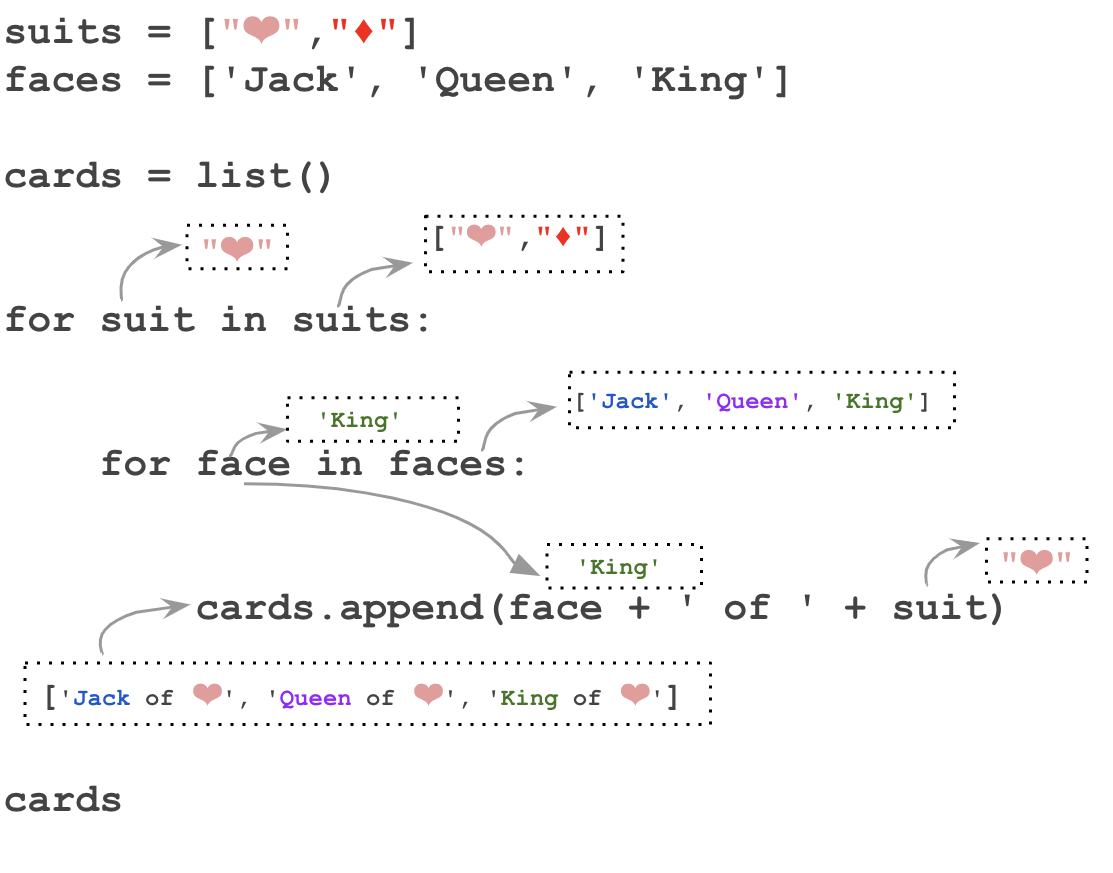 suits = ["❤","♦"]
faces = ['Jack', 'Queen', 'King']
cards = list()
"❤"
["❤","♦"]
for suit in suits:
'King'
['Jack', 'Queen', 'King']
for face in faces:
'King'
"❤"
cards.append(face + ' of ' + suit)
['Jack of ❤', 'Queen of ❤', 'King of ❤']
cards